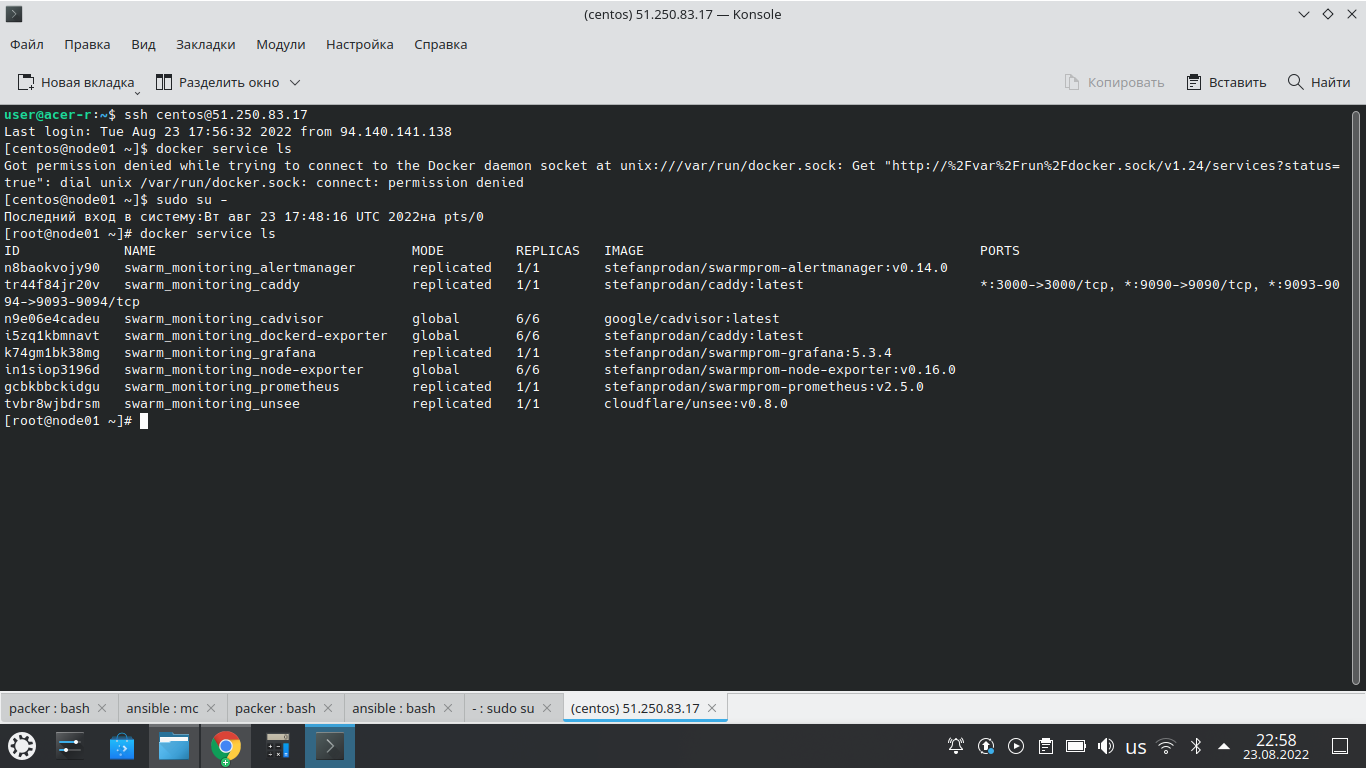 (centos) 51.250.83.17 — Konsole
Файл Правка Вид Закладки Модули Настройка Справка
Новая вкладка Разделить окно Копировать Вставить Найти
user@acer-r:~$ ssh centos@51.250.83.17
Last login: Tue Aug 23 17:56:32 2022 from 94.140.141.138
[centos@node01 ~]$ docker service ls
Got permission denied while trying to connect to the Docker daemon socket at unix:///var/run/docker.sock: Get "http://%2Fvar%2Frun%2Fdocker.sock/v1.24/services?status=
true": dial unix /var/run/docker.sock: connect: permission denied
[centos@node01 ~]$ sudo su -
Последний вход в систему:Вт авг 23 17:48:16 UTC 2022на pts/0
[root@node01 ~]# docker service ls
ID NAME MODE REPLICAS IMAGE PORTS
n8baokvojy90 swarm_monitoring_alertmanager replicated 1/1 stefanprodan/swarmprom-alertmanager:v0.14.0
tr44f84jr20v swarm_monitoring_caddy replicated 1/1 stefanprodan/caddy:latest *:3000->3000/tcp, *:9090->9090/tcp, *:9093-90
94->9093-9094/tcp
n9e06e4cadeu swarm_monitoring_cadvisor global 6/6 google/cadvisor:latest
i5zq1kbmnavt swarm_monitoring_dockerd-exporter global 6/6 stefanprodan/caddy:latest
k74gm1bk38mg swarm_monitoring_grafana replicated 1/1 stefanprodan/swarmprom-grafana:5.3.4
in1siop3196d swarm_monitoring_node-exporter global 6/6 stefanprodan/swarmprom-node-exporter:v0.16.0
gcbkbbckidgu swarm_monitoring_prometheus replicated 1/1 stefanprodan/swarmprom-prometheus:v2.5.0
tvbr8wjbdrsm swarm_monitoring_unsee replicated 1/1 cloudflare/unsee:v0.8.0
[root@node01 ~]#
packer : bash ansible : mc packer : bash ansible : bash - : sudo su (centos) 51.250.83.17
us 22:58
23.08.2022